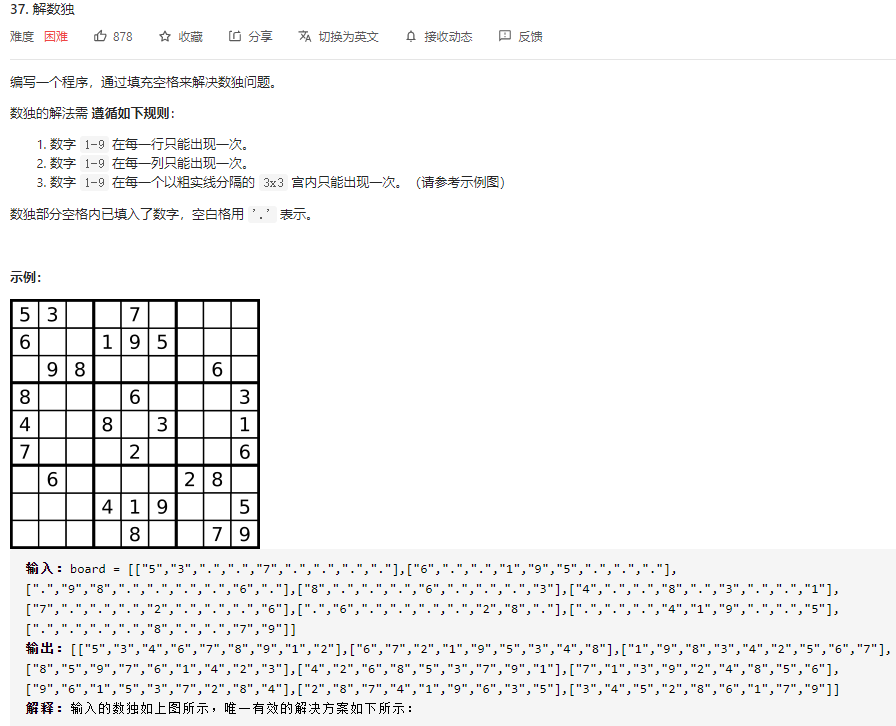 37. 解数独
难度 困难 878 收藏 分享 切换为英文 接收动态 反馈
编写一个程序，通过填充空格来解决数独问题。
数独的解法需 遵循如下规则：
1. 数字 1-9 在每一行只能出现一次。
2. 数字 1-9 在每一列只能出现一次。
3. 数字 1-9 在每一个以粗实线分隔的 3x3 宫内只能出现一次。（请参考示例图）
数独部分空格内已填入了数字，空白格用 '.' 表示。
示例：
5 3 7
6 1 9 5
9 8 6
8 6 3
4 8 3 1
7 2 6
6 2 8
4 1 9 5
8 7 9
输入：board = [["5","3",".",".","7",".",".",".","."],["6",".",".","1","9","5",".",".","."],
[".","9","8",".",".",".",".","6","."],["8",".",".",".","6",".",".",".","3"],["4",".",".","8",".","3",".",".","1"],
["7",".",".",".","2",".",".",".","6"],[".","6",".",".",".",".","2","8","."],[".",".",".","4","1","9",".",".","5"],
[".",".",".",".","8",".",".","7","9"]]
输出：[["5","3","4","6","7","8","9","1","2"],["6","7","2","1","9","5","3","4","8"],["1","9","8","3","4","2","5","6","7"],
["8","5","9","7","6","1","4","2","3"],["4","2","6","8","5","3","7","9","1"],["7","1","3","9","2","4","8","5","6"],
["9","6","1","5","3","7","2","8","4"],["2","8","7","4","1","9","6","3","5"],["3","4","5","2","8","6","1","7","9"]]
解释：输入的数独如上图所示，唯一有效的解决方案如下所示：